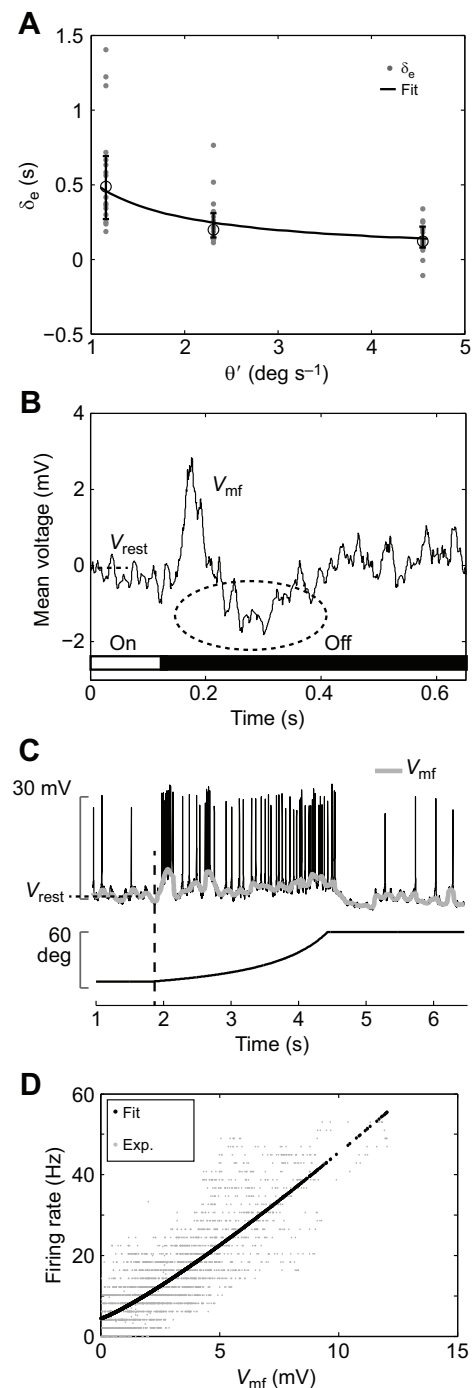 A
1.5
1
0.5
0
−0.5
δe (s)
δe
Fit
1
2
3
4
5
θ′ (deg s−1)
B
4
2
0
−2
Mean voltage (mV)
Vmf
Vrest
On
Off
0
0.2
0.4
0.6
Time (s)
C
30 mV
Vmf
Vrest
60
deg
1
2
3
4
5
6
Time (s)
D
60
40
20
0
Firing rate (Hz)
Fit
Exp.
0
5
10
15
Vmf (mV)